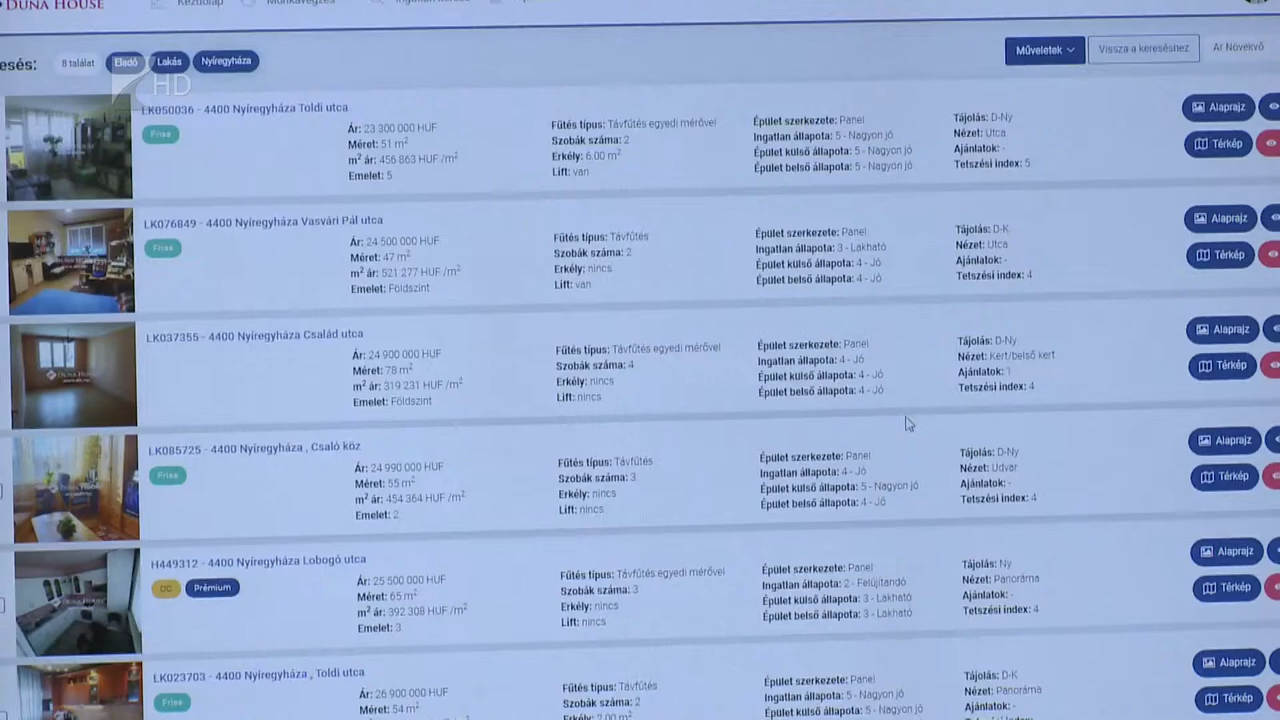 DUNA HOUSE
Kezdőlap
Munkavégzés
esés:
8 találat
Eladó
Lakás
Nyíregyháza
Műveletek
Vissza a kereséshez
Ár Növekvő
HD
LK050036 - 4400 Nyíregyháza Toldi utca
Friss
Ár: 23 300 000 HUF
Méret: 51 m²
m² ár: 456 863 HUF /m²
Emelet: 5
Fűtés típus: Távfűtés egyedi mérővel
Szobák száma: 2
Erkély: 6.00 m²
Lift: van
Épület szerkezete: Panel
Ingatlan állapota: 5 - Nagyon jó
Épület külső állapota: 5 - Nagyon jó
Épület belső állapota: 5 - Nagyon jó
Tájolás: D-Ny
Nézet: Utca
Ajánlatok: -
Tetszési index: 5
Alaprajz
Térkép
LK076849 - 4400 Nyíregyháza Vasvári Pál utca
Friss
Ár: 24 500 000 HUF
Méret: 47 m²
m² ár: 521 277 HUF /m²
Emelet: Földszint
Fűtés típus: Távfűtés
Szobák száma: 2
Erkély: nincs
Lift: van
Épület szerkezete: Panel
Ingatlan állapota: 3 - Lakható
Épület külső állapota: 4 - Jó
Épület belső állapota: 4 - Jó
Tájolás: D-K
Nézet: Utca
Ajánlatok: -
Tetszési index: 4
Alaprajz
Térkép
LK037355 - 4400 Nyíregyháza Család utca
Ár: 24 900 000 HUF
Méret: 78 m²
m² ár: 319 231 HUF /m²
Emelet: Földszint
Fűtés típus: Távfűtés egyedi mérővel
Szobák száma: 4
Erkély: nincs
Lift: nincs
Épület szerkezete: Panel
Ingatlan állapota: 4 - Jó
Épület külső állapota: 4 - Jó
Épület belső állapota: 4 - Jó
Tájolás: D-Ny
Nézet: Kert/belső kert
Ajánlatok: 1
Tetszési index: 4
Alaprajz
Térkép
LK085725 - 4400 Nyíregyháza , Csaló köz
Friss
Ár: 24 990 000 HUF
Méret: 55 m²
m² ár: 454 364 HUF /m²
Emelet: 2
Fűtés típus: Távfűtés
Szobák száma: 3
Erkély: nincs
Lift: nincs
Épület szerkezete: Panel
Ingatlan állapota: 4 - Jó
Épület külső állapota: 5 - Nagyon jó
Épület belső állapota: 4 - Jó
Tájolás: D-Ny
Nézet: Udvar
Ajánlatok: -
Tetszési index: 4
Alaprajz
Térkép
H449312 - 4400 Nyíregyháza Lobogó utca
Prémium
Ár: 25 500 000 HUF
Méret: 65 m²
m² ár: 392 308 HUF /m²
Emelet: 3
Fűtés típus: Távfűtés egyedi mérővel
Szobák száma: 3
Erkély: nincs
Lift: nincs
Épület szerkezete: Panel
Ingatlan állapota: 2 - Felújítandó
Épület külső állapota: 3 - Lakható
Épület belső állapota: 3 - Lakható
Tájolás: Ny
Nézet: Panoráma
Ajánlatok: -
Tetszési index: 4
Alaprajz
Térkép
LK023703 - 4400 Nyíregyháza , Toldi utca
Friss
Ár: 26 900 000 HUF
Méret: 54 m²
Fűtés típus: Távfűtés
Szobák száma: 2
Erkély: 7.00 m²
Épület szerkezete: Panel
Ingatlan állapota: 5 - Nagyon jó
Épület külső állapota: 5 - Nagyon jó
Tájolás: D-K
Nézet: Panoráma
Ajánlatok: -
Alaprajz
Térkép